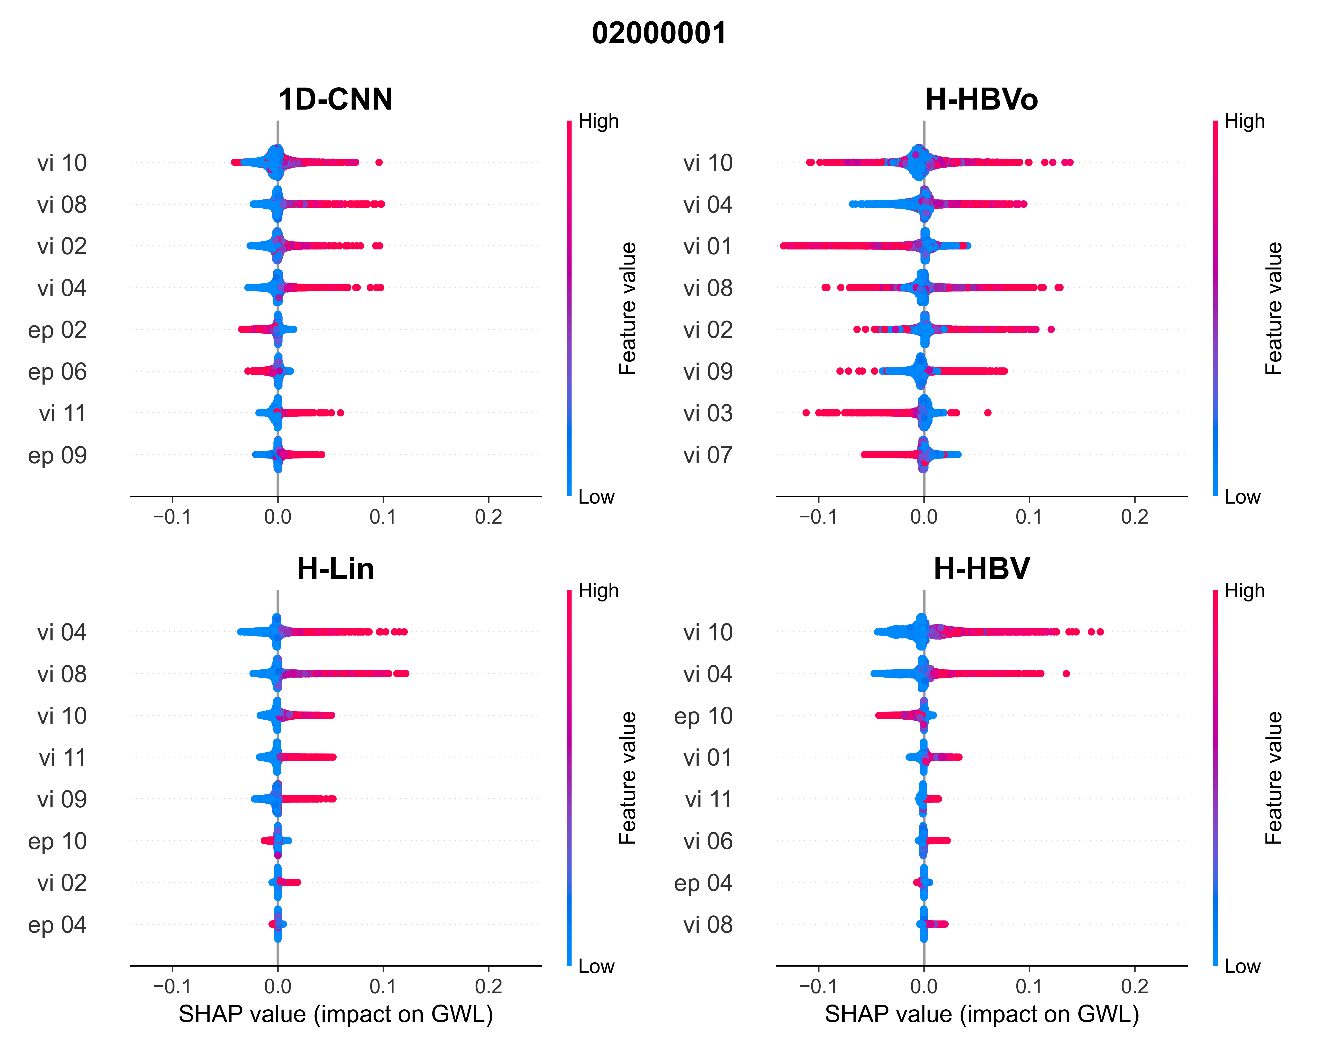 02000001
1D-CNN
High
vi 10
vi 08
vi 02
vi 04
ep 02
ep 06
vi 11
ep 09
Feature value
Low
−0.1 0.0 0.1 0.2
H-HBVo
High
vi 10
vi 04
vi 01
vi 08
vi 02
vi 09
vi 03
vi 07
Feature value
Low
−0.1 0.0 0.1 0.2
H-Lin
High
vi 04
vi 08
vi 10
vi 11
vi 09
ep 10
vi 02
ep 04
Feature value
Low
−0.1 0.0 0.1 0.2
SHAP value (impact on GWL)
H-HBV
High
vi 10
vi 04
ep 10
vi 01
vi 11
vi 06
ep 04
vi 08
Feature value
Low
−0.1 0.0 0.1 0.2
SHAP value (impact on GWL)